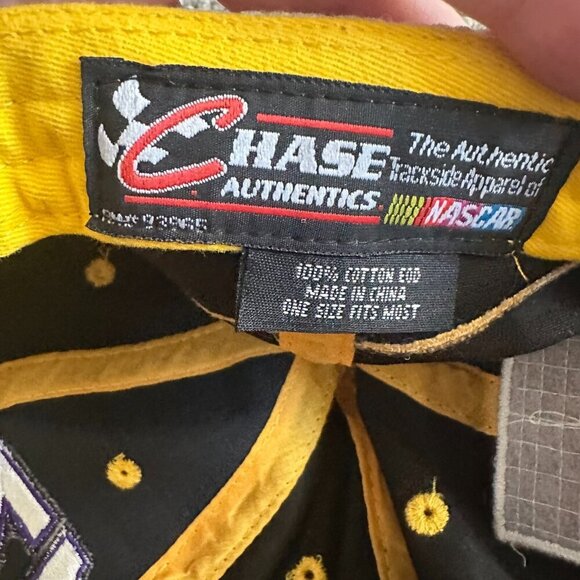 CHASE
AUTHENTICS
The Authentic
Trackside Apparel of
NASCAR
100% COTTON EOD
MADE IN CHINA
ONE SIZE FITS MOST